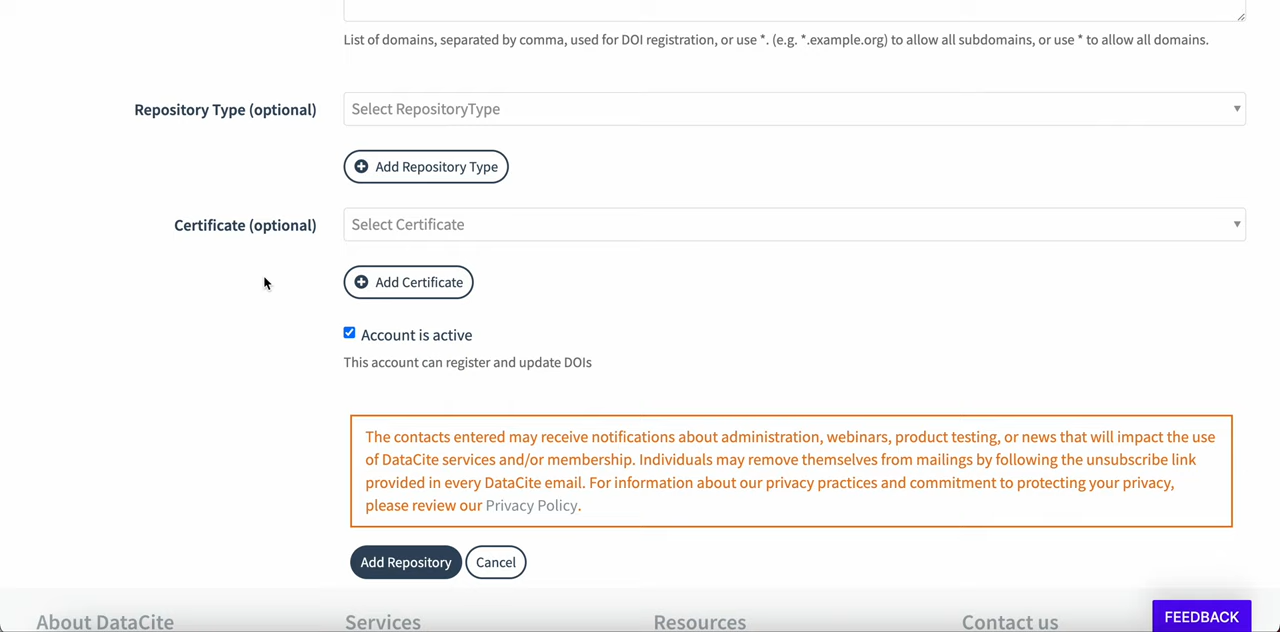 List of domains, separated by comma, used for DOI registration, or use *. (e.g. *.example.org) to allow all subdomains, or use * to allow all domains.
Repository Type (optional)
Select RepositoryType
Add Repository Type
Certificate (optional)
Select Certificate
Add Certificate
Account is active
This account can register and update DOIs
The contacts entered may receive notifications about administration, webinars, product testing, or news that will impact the use
of DataCite services and/or membership. Individuals may remove themselves from mailings by following the unsubscribe link
provided in every DataCite email. For information about our privacy practices and commitment to protecting your privacy,
please review our Privacy Policy.
Add Repository Cancel
About DataCite Services Resources Contact us
FEEDBACK